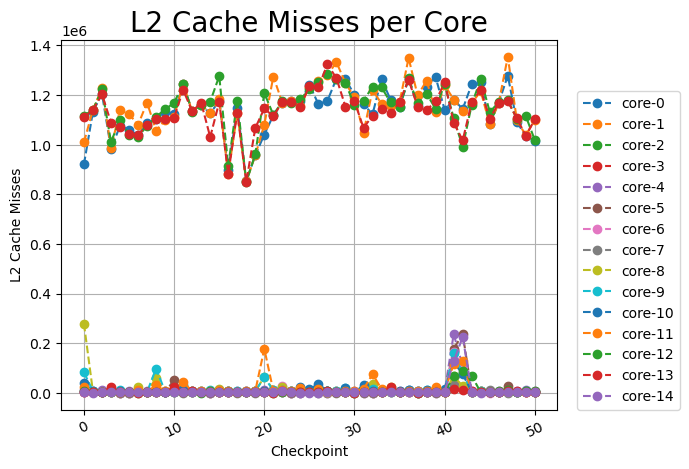 L2 Cache Misses per Core
1e6
1.4
1.2
1.0
0.8
0.6
0.4
0.2
0.0
L2 Cache Misses
0
10
20
30
40
50
Checkpoint
core-0
core-1
core-2
core-3
core-4
core-5
core-6
core-7
core-8
core-9
core-10
core-11
core-12
core-13
core-14